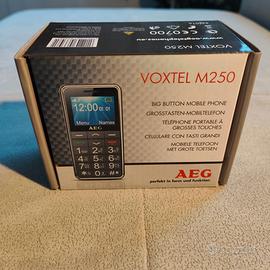 VOXTEL M250
VOXTEL M250
BIG BUTTON MOBILE PHONE
GROSSTASTEN-MOBILTELEFON
TÉLÉPHONE PORTABLE À
GROSSES TOUCHES
CELLULARE CON TASTI GRANDI
MOBIELE TELEFOON
MET GROTE TOETSEN
AEG
perfekt in form und funktion
12:00
Menu Names
AEG
CE0700